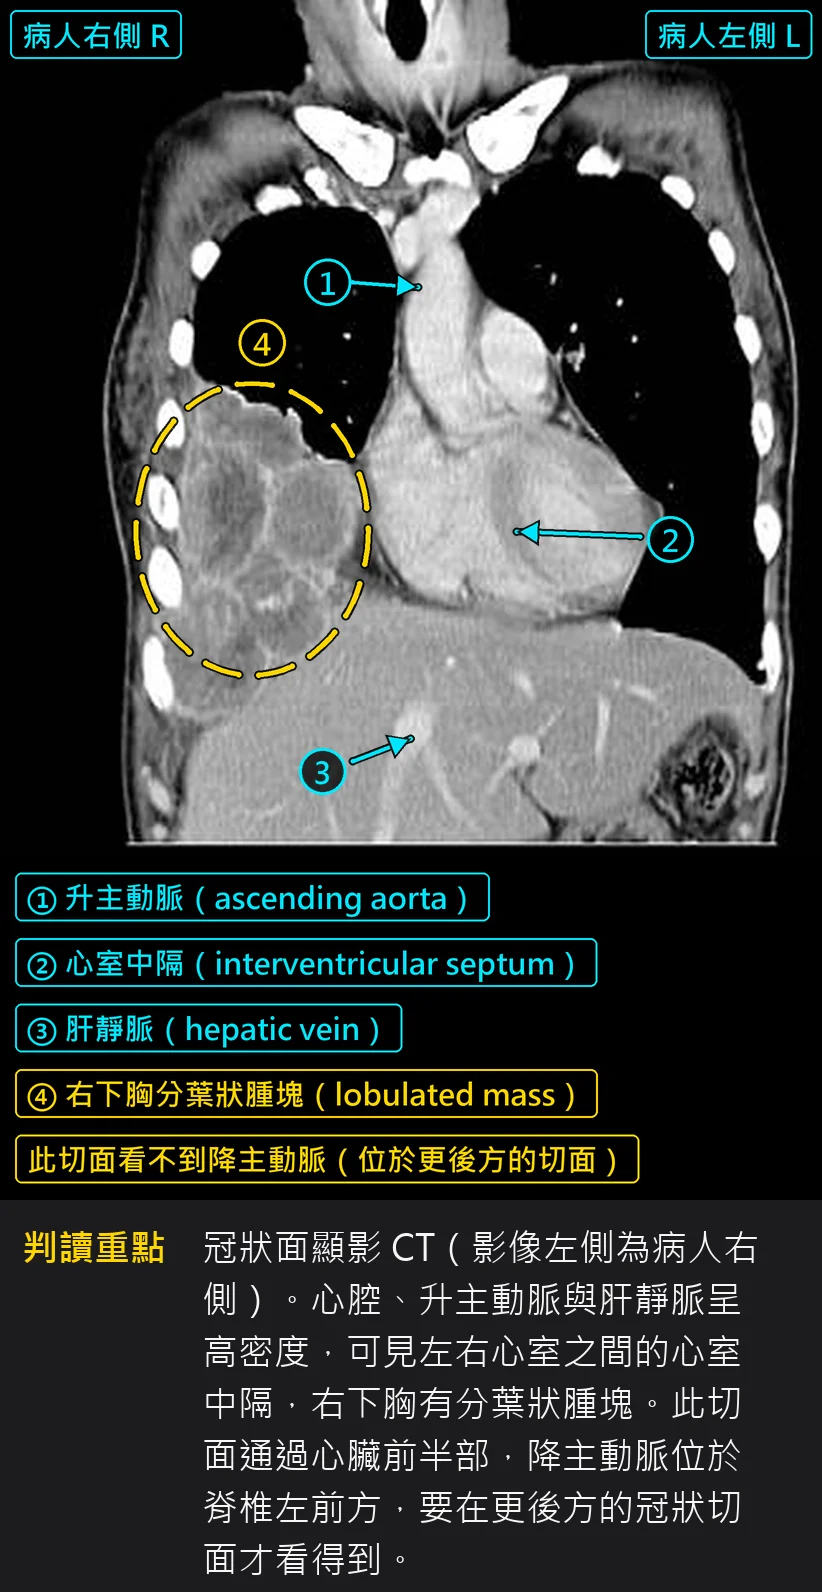 病人右側 R
病人左側 L
①
④
②
③
① 升主動脈（ascending aorta）
② 心室中隔（interventricular septum）
③ 肝靜脈（hepatic vein）
④ 右下胸分葉狀腫塊（lobulated mass）
此切面看不到降主動脈（位於更後方的切面）
判讀重點
冠狀面顯影 CT（影像左側為病人右
側）。心腔、升主動脈與肝靜脈呈
高密度，可見左右心室之間的心室
中隔，右下胸有分葉狀腫塊。此切
面通過心臟前半部，降主動脈位於
脊椎左前方，要在更後方的冠狀切
面才看得到。